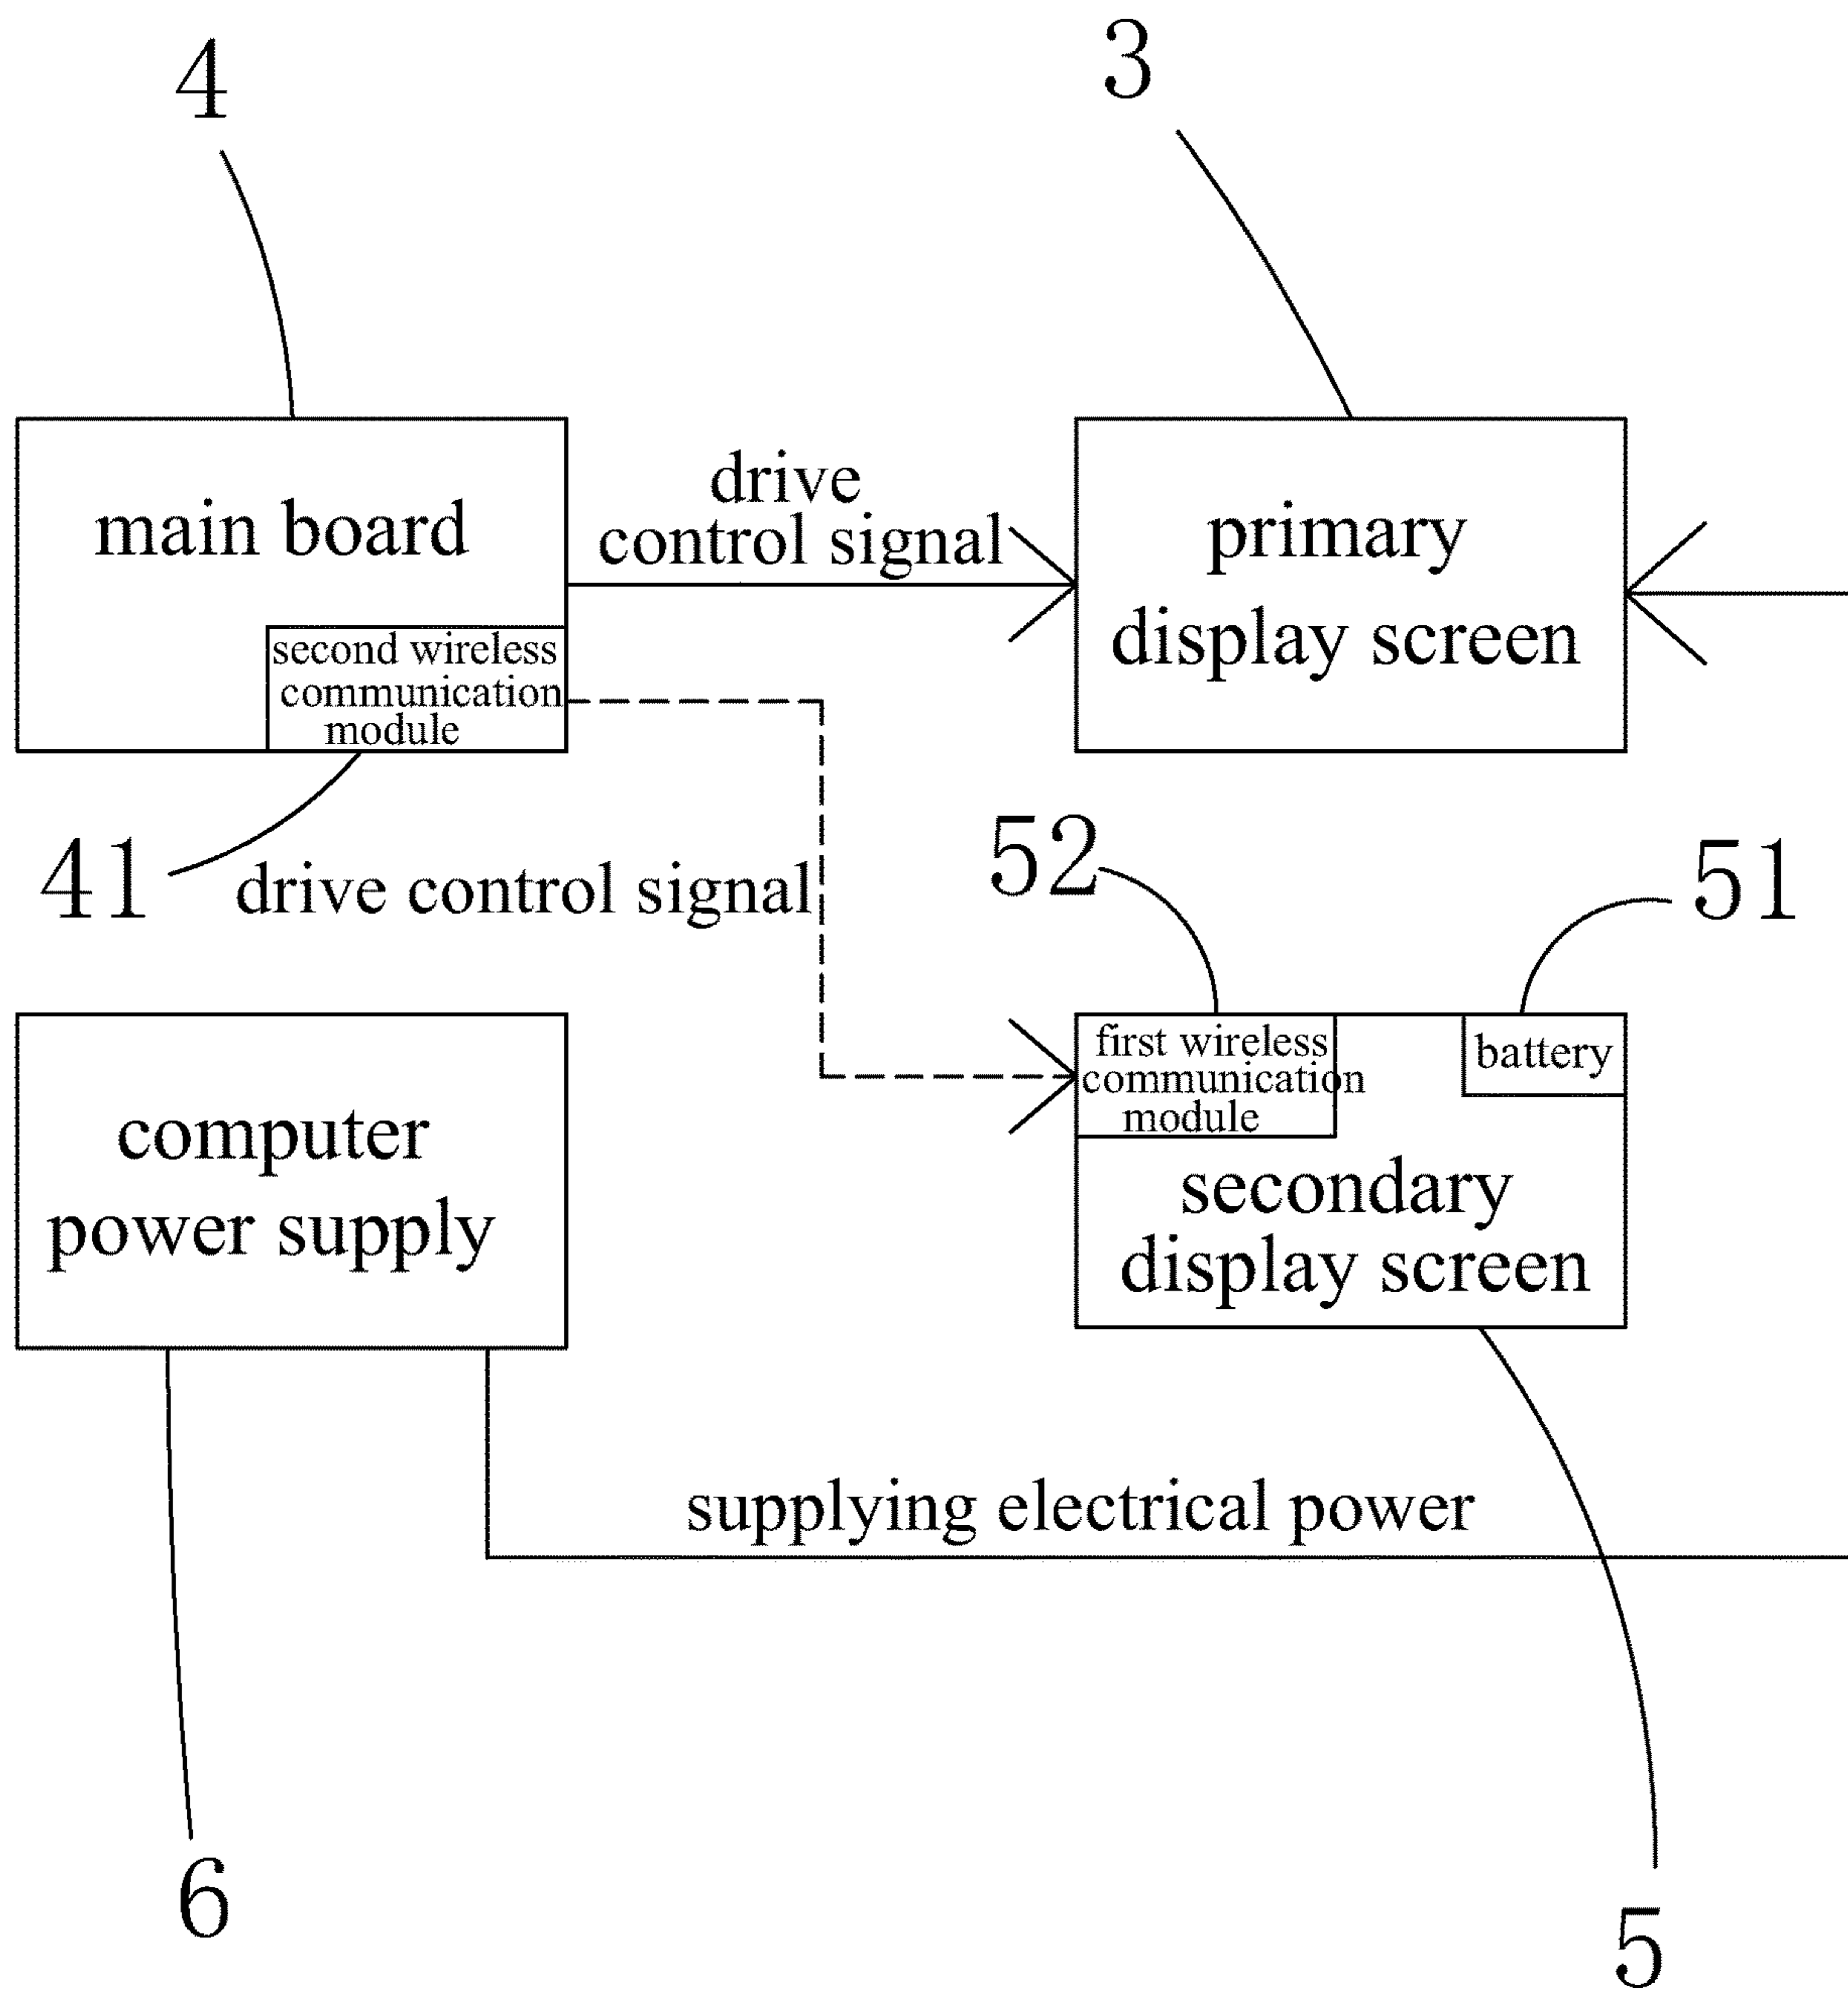 4
3
main board
drive
control signal
primary
display screen
second wireless
communication
module
41
drive control signal
52
51
first wireless
communication
module
battery
computer
power supply
secondary
display screen
supplying electrical power
6
5